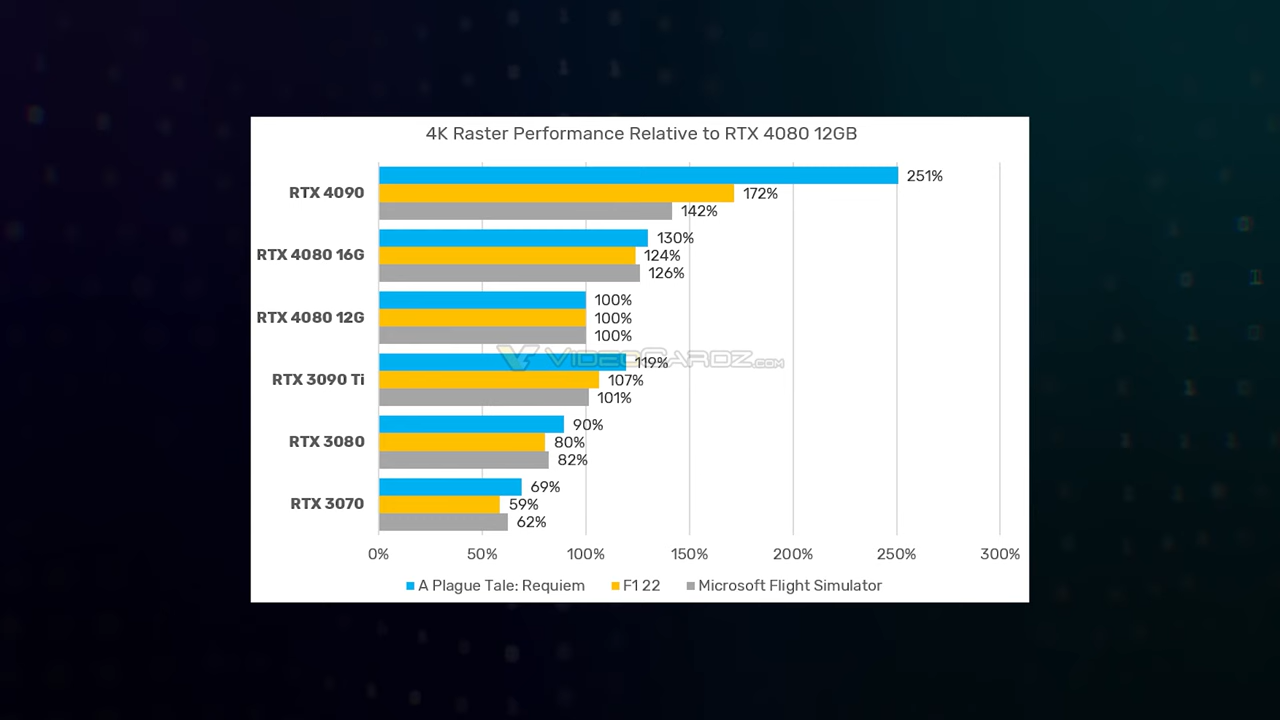 4K Raster Performance Relative to RTX 4080 12GB
RTX 4090
251%
172%
142%
RTX 4080 16G
130%
124%
126%
RTX 4080 12G
100%
100%
100%
VIDEOCARDZ.COM
RTX 3090 Ti
119%
107%
101%
RTX 3080
90%
80%
82%
RTX 3070
69%
59%
62%
0% 50% 100% 150% 200% 250% 300%
A Plague Tale: Requiem F1 22 Microsoft Flight Simulator